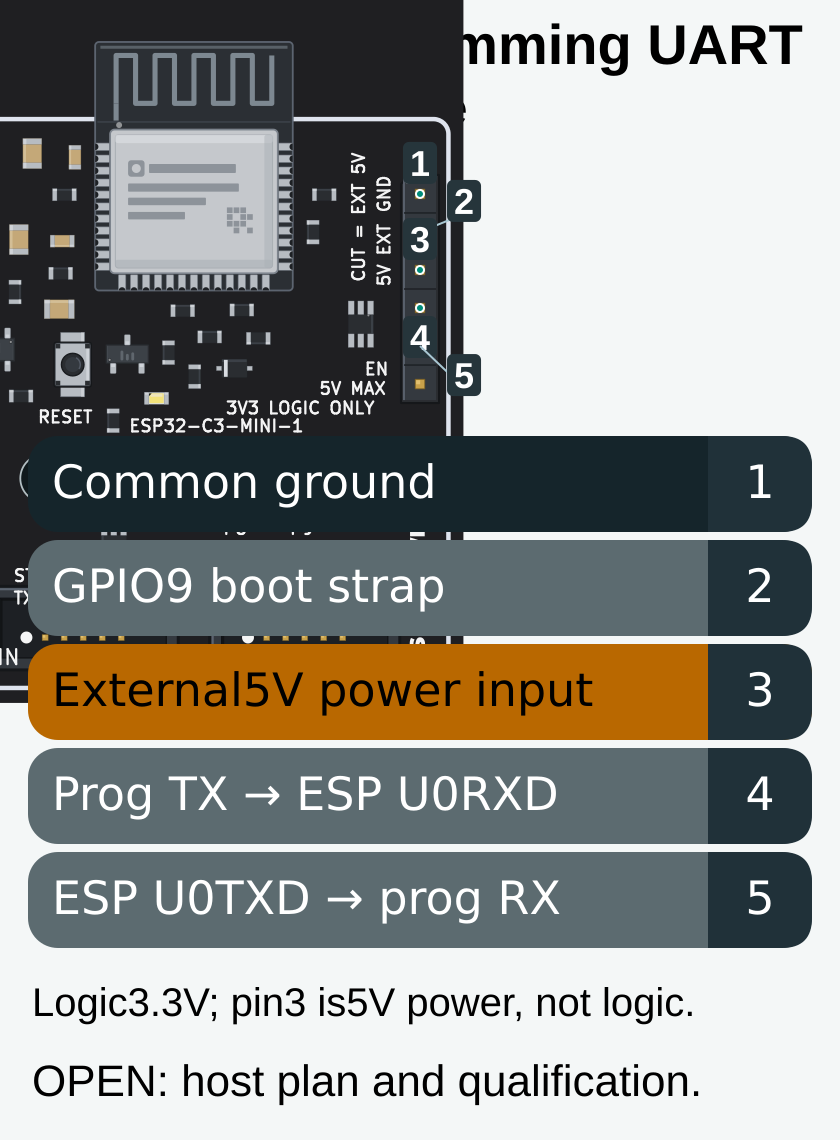 mming UART
CUT = EXT 5V
5V EXT GND
1
2
3
4
5
EN
5V MAX
3V3 LOGIC ONLY
RESET
ESP32-C3-MINI-1
Common ground 1
GPIO9 boot strap 2
External5V power input 3
Prog TX → ESP U0RXD 4
ESP U0TXD → prog RX 5
Logic3.3V; pin3 is5V power, not logic.
OPEN: host plan and qualification.